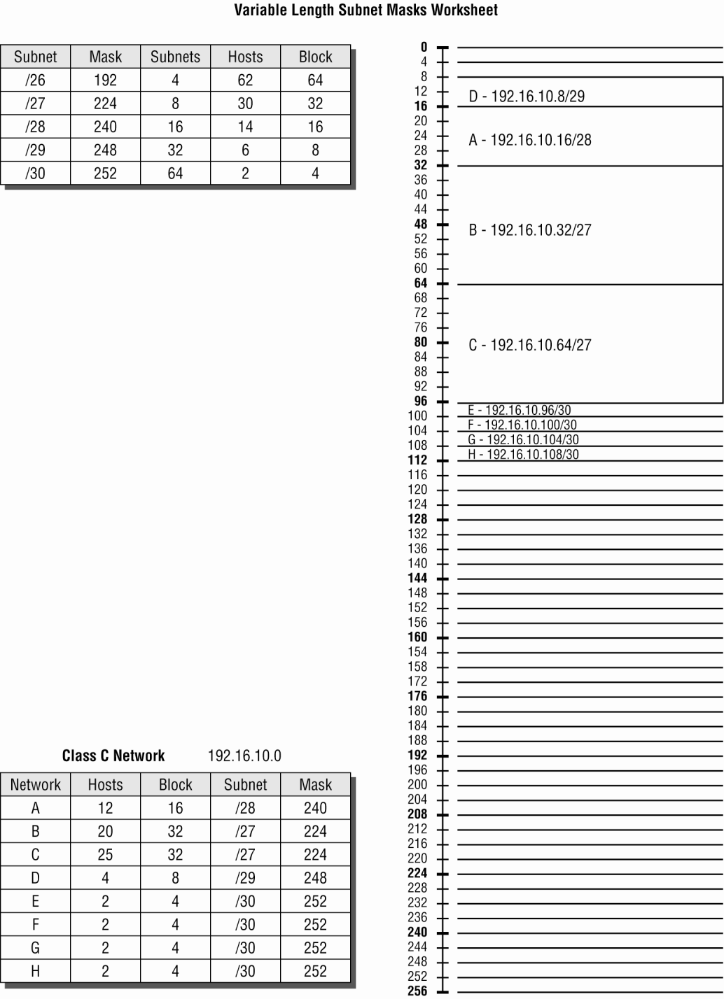 Variable Length Subnet Masks Worksheet
Subnet Mask Subnets Hosts Block
/26 192 4 62 64
/27 224 8 30 32
/28 240 16 14 16
/29 248 32 6 8
/30 252 64 2 4
Class C Network 192.16.10.0
Network Hosts Block Subnet Mask
A 12 16 /28 240
B 20 32 /27 224
C 25 32 /27 224
D 4 8 /29 248
E 2 4 /30 252
F 2 4 /30 252
G 2 4 /30 252
H 2 4 /30 252
0
4
8
12
D - 192.16.10.8/29
16
20
24
A - 192.16.10.16/28
28
32
36
40
44
48
B - 192.16.10.32/27
52
56
60
64
68
72
76
80
C - 192.16.10.64/27
84
88
92
96
E - 192.16.10.96/30
100
F - 192.16.10.100/30
104
G - 192.16.10.104/30
108
H - 192.16.10.108/30
112
116
120
124
128
132
136
140
144
148
152
156
160
154
158
172
176
180
184
188
192
196
200
204
208
212
216
220
224
228
232
236
240
244
248
252
256